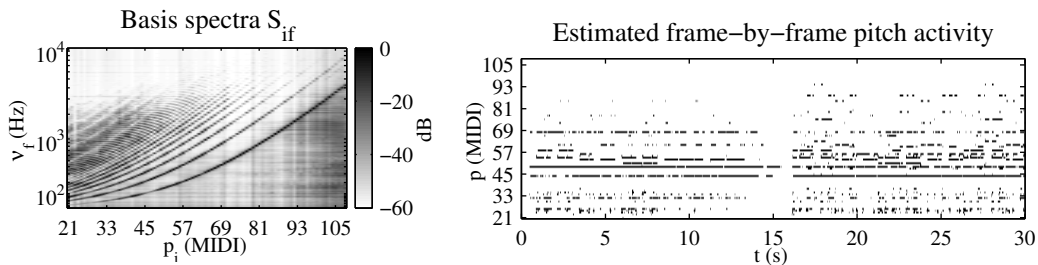 Basis spectra S_if
10^4
10^3
10^2
ν_f (Hz)
21 33 45 57 69 81 93 105
p_i (MIDI)
0
−20
−40
−60
dB
Estimated frame−by−frame pitch activity
105
93
81
69
57
45
33
21
p (MIDI)
0 5 10 15 20 25 30
t (s)